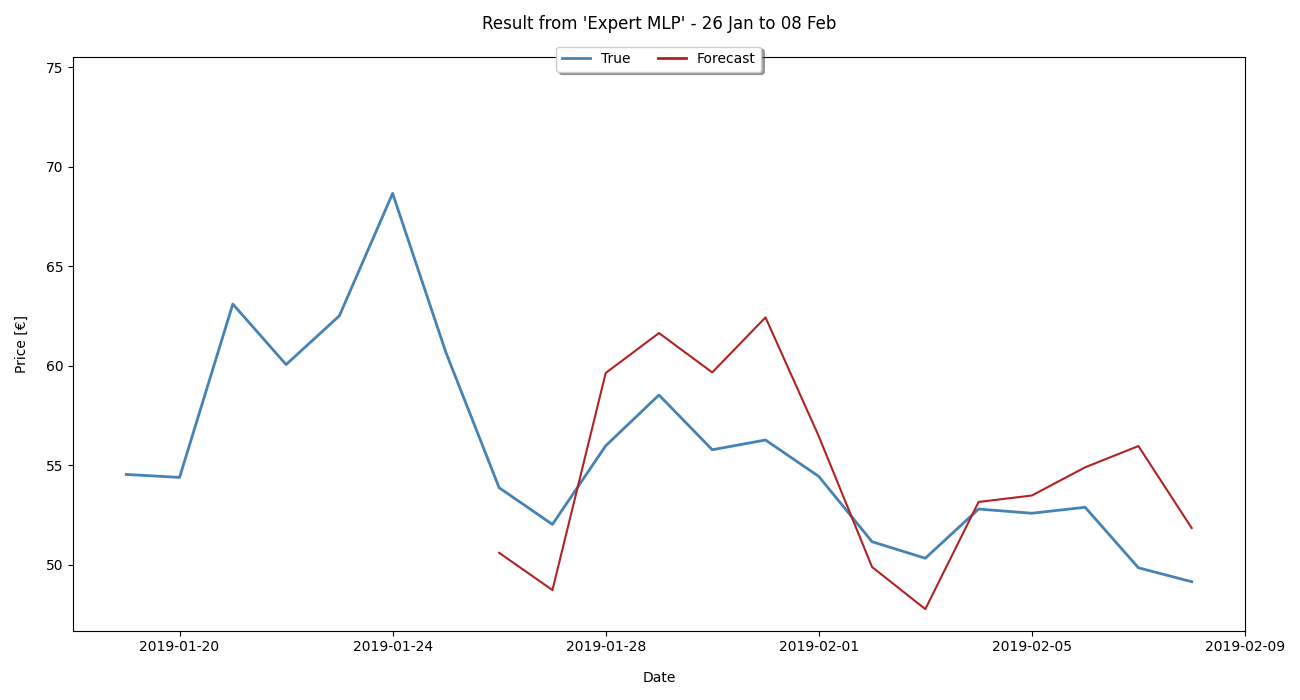 Result from 'Expert MLP' - 26 Jan to 08 Feb
True
Forecast
75
70
65
60
55
50
Price [€]
2019-01-20
2019-01-24
2019-01-28
2019-02-01
2019-02-05
2019-02-09
Date